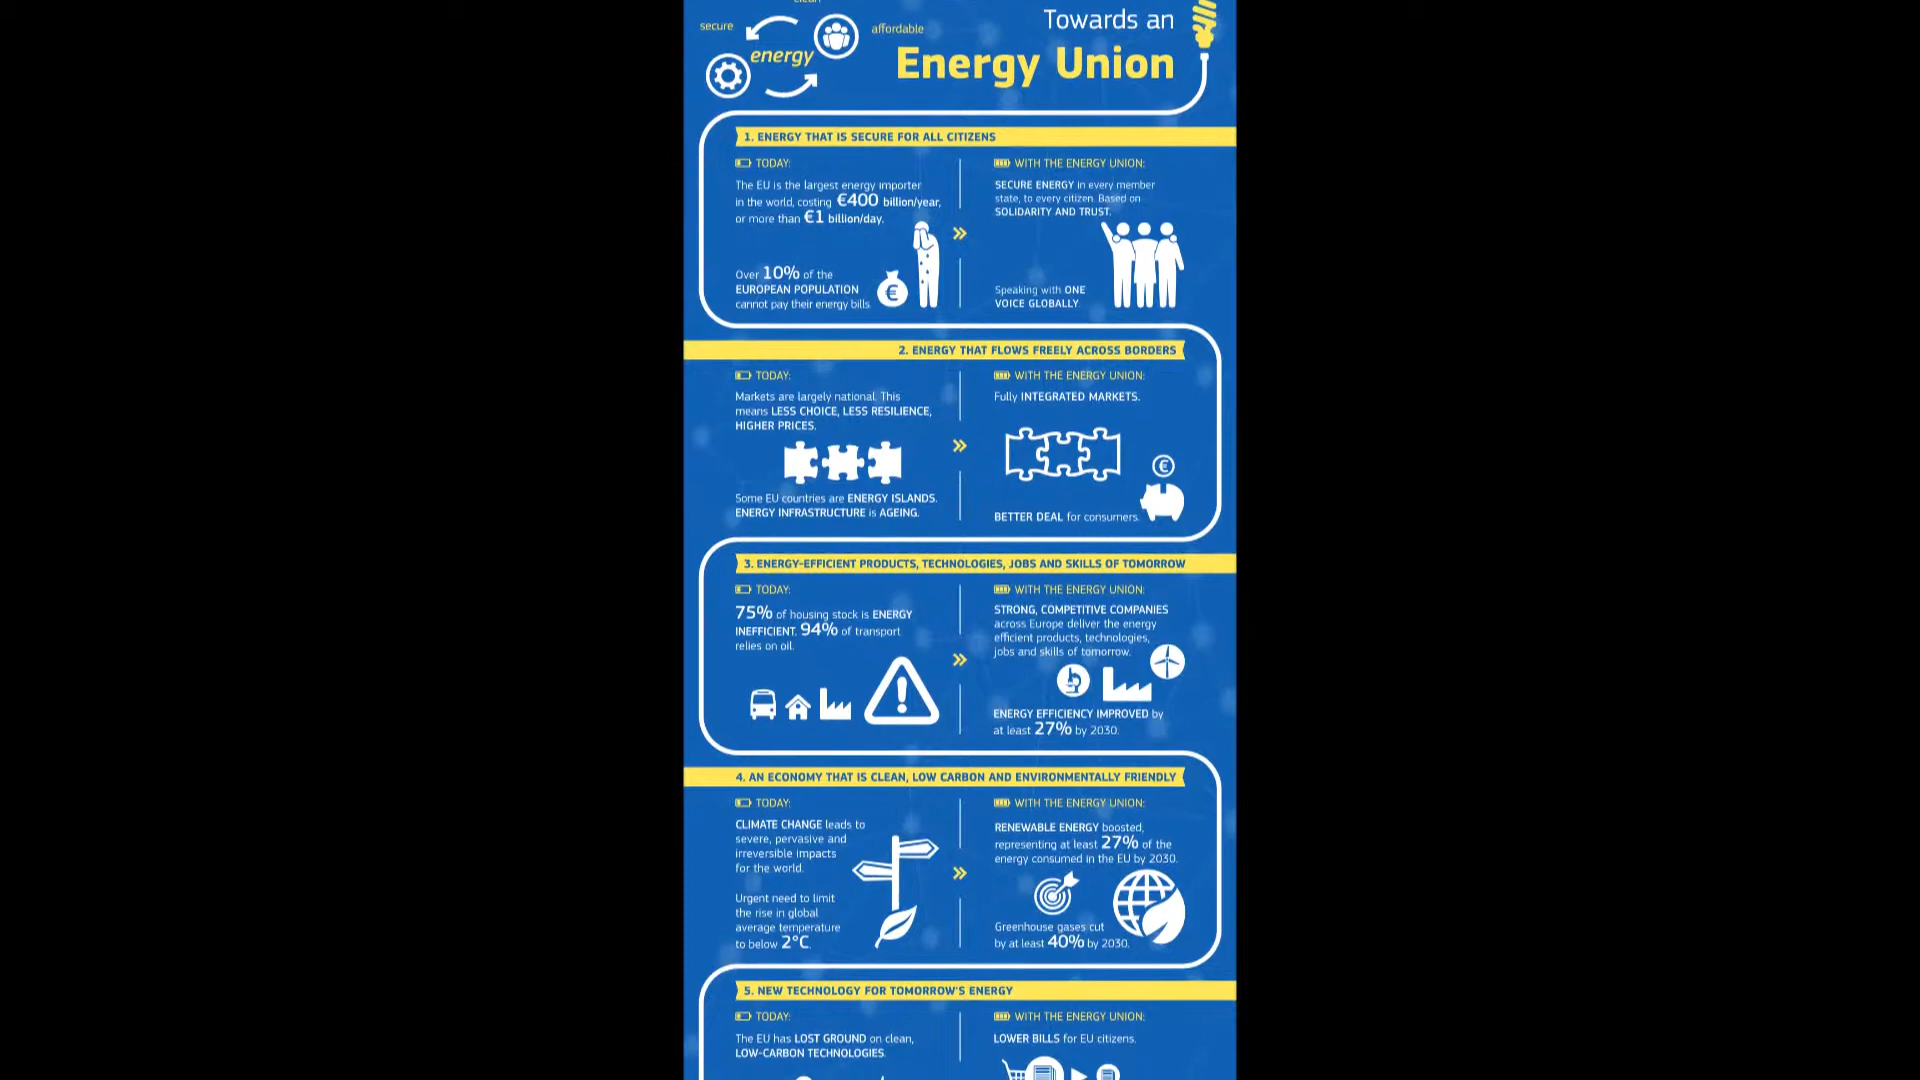 clean
secure
affordable
energy
Towards an
Energy Union
1. ENERGY THAT IS SECURE FOR ALL CITIZENS
TODAY:
The EU is the largest energy importer
in the world, costing €400 billion/year,
or more than €1 billion/day.
Over 10% of the
EUROPEAN POPULATION
cannot pay their energy bills
€
WITH THE ENERGY UNION:
SECURE ENERGY in every member
state, to every citizen. Based on
SOLIDARITY AND TRUST.
Speaking with ONE
VOICE GLOBALLY
2. ENERGY THAT FLOWS FREELY ACROSS BORDERS
TODAY:
Markets are largely national. This
means LESS CHOICE, LESS RESILIENCE,
HIGHER PRICES.
Some EU countries are ENERGY ISLANDS.
ENERGY INFRASTRUCTURE is AGEING.
WITH THE ENERGY UNION:
Fully INTEGRATED MARKETS.
€
BETTER DEAL for consumers.
3. ENERGY-EFFICIENT PRODUCTS, TECHNOLOGIES, JOBS AND SKILLS OF TOMORROW
TODAY:
75% of housing stock is ENERGY
INEFFICIENT. 94% of transport
relies on oil.
WITH THE ENERGY UNION:
STRONG, COMPETITIVE COMPANIES
across Europe deliver the energy
efficient products, technologies,
jobs and skills of tomorrow.
ENERGY EFFICIENCY IMPROVED by
at least 27% by 2030.
4. AN ECONOMY THAT IS CLEAN, LOW CARBON AND ENVIRONMENTALLY FRIENDLY
TODAY:
CLIMATE CHANGE leads to
severe, pervasive and
irreversible impacts
for the world.
Urgent need to limit
the rise in global
average temperature
to below 2°C.
WITH THE ENERGY UNION:
RENEWABLE ENERGY boosted,
representing at least 27% of the
energy consumed in the EU by 2030.
Greenhouse gases cut
by at least 40% by 2030.
5. NEW TECHNOLOGY FOR TOMORROW'S ENERGY
TODAY:
The EU has LOST GROUND on clean,
LOW-CARBON TECHNOLOGIES.
WITH THE ENERGY UNION:
LOWER BILLS for EU citizens.